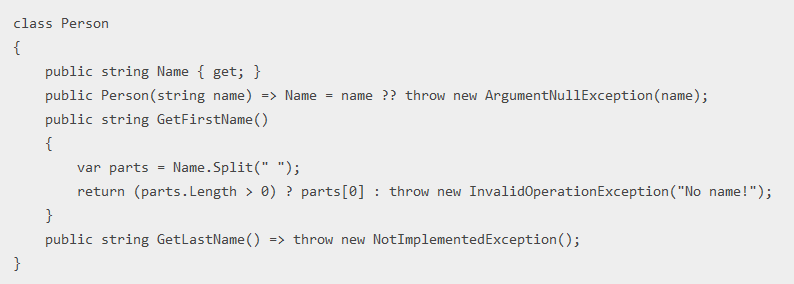 class Person
{
    public string Name { get; }
    public Person(string name) => Name = name ?? throw new ArgumentNullException(name);
    public string GetFirstName()
    {
        var parts = Name.Split(" ");
        return (parts.Length > 0) ? parts[0] : throw new InvalidOperationException("No name!");
    }
    public string GetLastName() => throw new NotImplementedException();
}